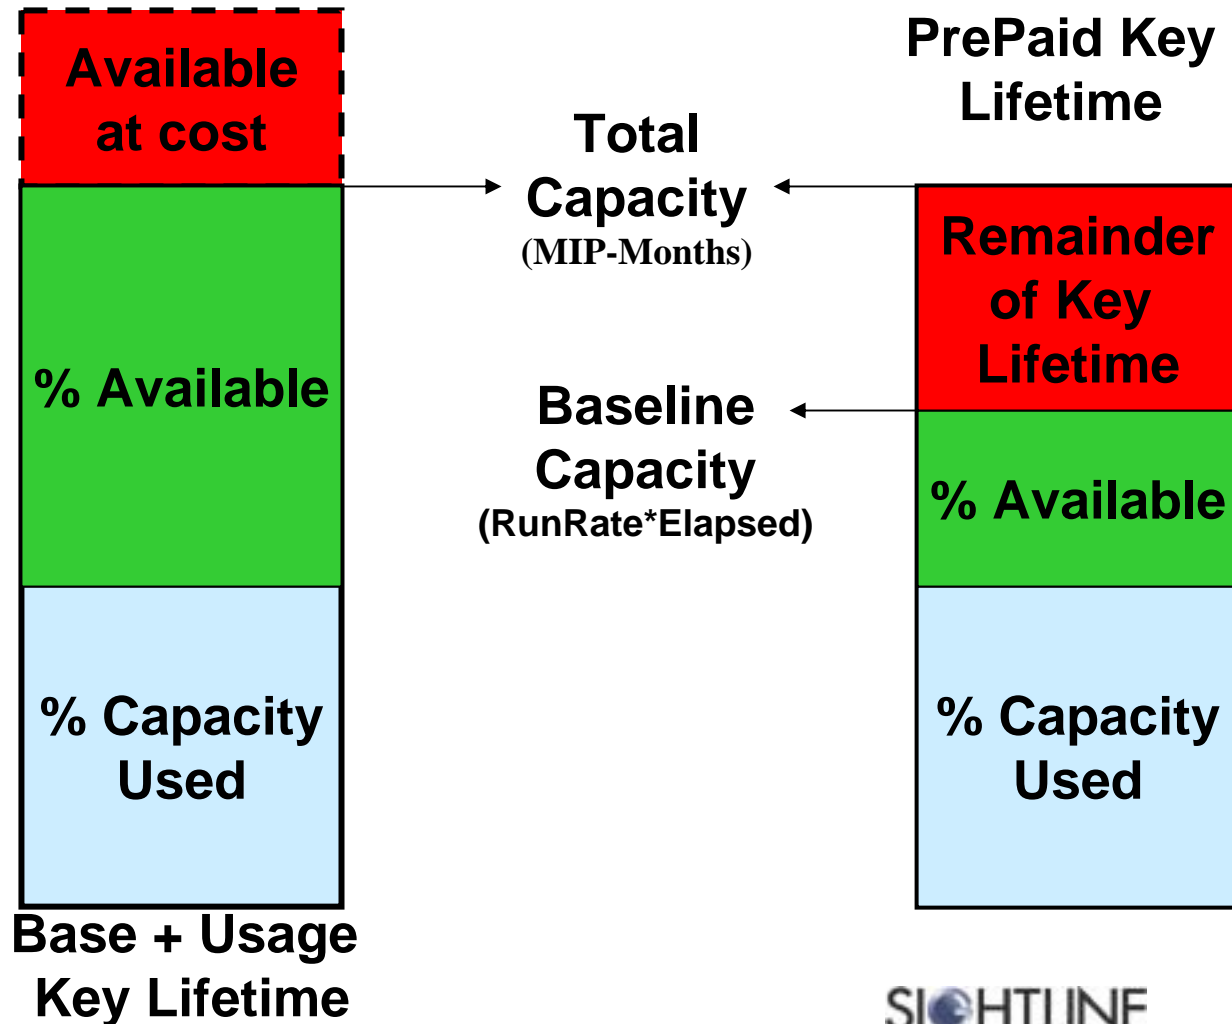 Available
at cost
% Available
% Capacity
Used
Base + Usage
Key Lifetime
Total
Capacity
(MIP-Months)
Baseline
Capacity
(RunRate*Elapsed)
PrePaid Key
Lifetime
Remainder
of Key
Lifetime
% Available
% Capacity
Used
SIGHTLINE